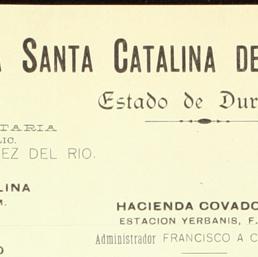 SANTA CATALINA DE
Estado de Dur
TARIA
LIC.
EZ DEL RIO.
LINA
M.
HACIENDA COVADO
ESTACION YERBANIS, F.
Administrador FRANCISCO A C
O